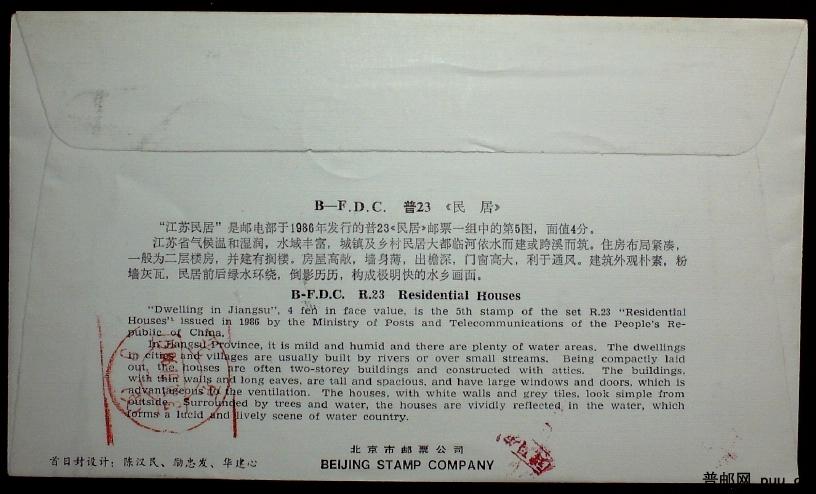 B—F.D.C. 普23 《民居》
“江苏民居”是邮电部于1986年发行的普23《民居》邮票一组中的第5图，面值4分。
江苏省气候温和湿润，水域丰富，城镇及乡村民居大都临河依水而建或跨溪而筑。住房布局紧凑，
一般为二层楼房，并建有搁楼。房屋高敞，墙身薄，出檐深，门窗高大，利于通风。建筑外观朴素，粉
墙灰瓦，民居前后绿水环绕，倒影历历，构成极明快的水乡画面。
B-F.D.C. R.23 Residential Houses
"Dwelling in Jiangsu", 4 fen in face value, is the 5th stamp of the set R.23 "Residential
Houses" issued in 1986 by the Ministry of Posts and Telecommunications of the People's Re-
public of China.
In Jiangsu Province, it is mild and humid and there are plenty of water areas. The dwellings
in cities and villages are usually built by rivers or over small streams. Being compactly laid
out, the houses are often two-storey buildings and constructed with attics. The buildings,
with thin walls and long eaves, are tall and spacious, and have large windows and doors, which is
advantageous to the ventilation. The houses, with white walls and grey tiles, look simple from
outside. Surrounded by trees and water, the houses are vividly reflected in the water, which
forms a lucid and lively scene of water country.
北京市邮票公司
首日封设计：陈汉民、励忠发、华建心
BEIJING STAMP COMPANY
普邮网